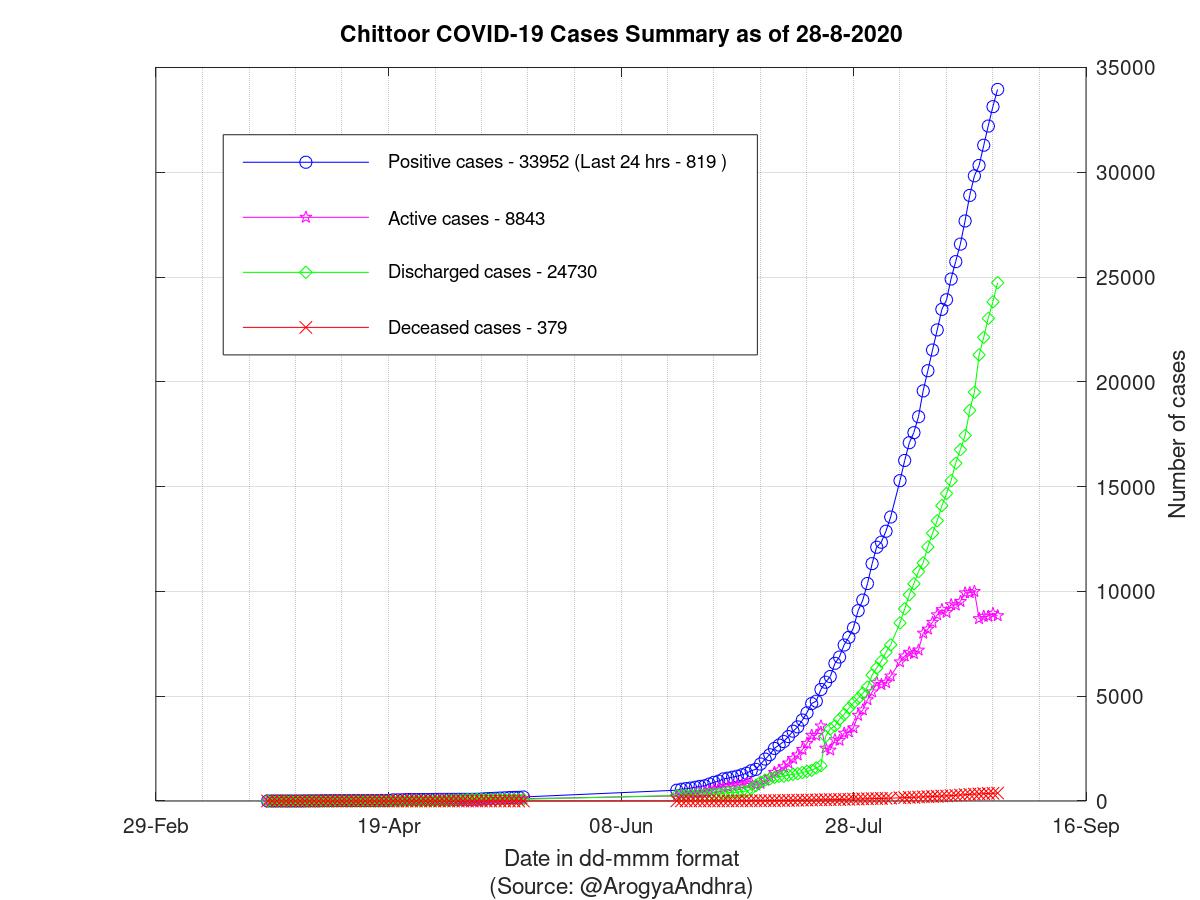 Chittoor COVID-19 Cases Summary as of 28-8-2020
Positive cases - 33952 (Last 24 hrs - 819 )
Active cases - 8843
Discharged cases - 24730
Deceased cases - 379
35000
30000
25000
20000
15000
10000
5000
0
Number of cases
29-Feb
19-Apr
08-Jun
28-Jul
16-Sep
Date in dd-mmm format
(Source: @ArogyaAndhra)